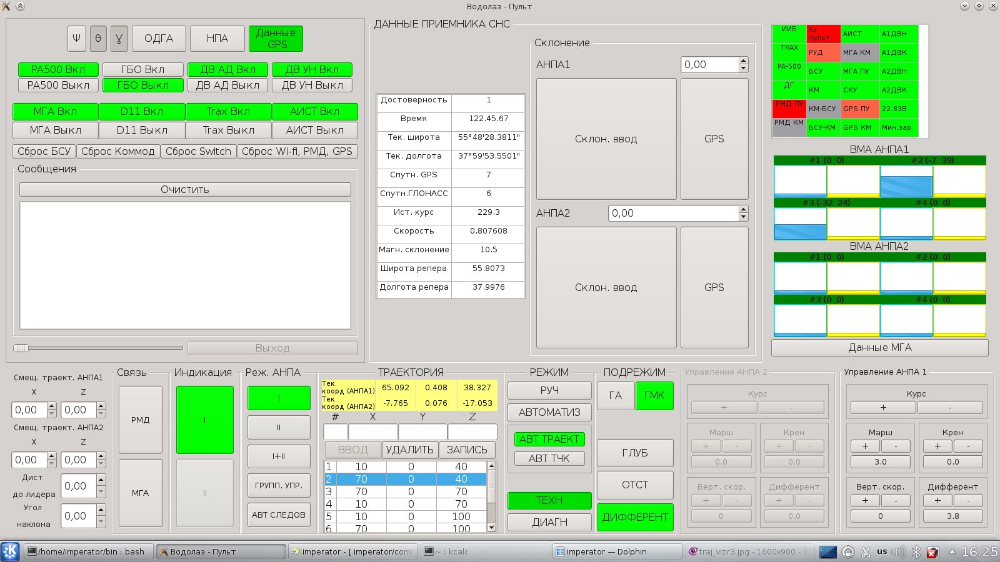 Водолаз - Пульт
Ψ θ ɣ ОДГА НПА Данные GPS
РА500 Вкл ГБО Вкл ДВ АД Вкл ДВ УН Вкл
РА500 Выкл ГБО Выкл ДВ АД Выкл ДВ УН Выкл
МГА Вкл D11 Вкл Trax Вкл АИСТ Вкл
МГА Выкл D11 Выкл Trax Выкл АИСТ Выкл
Сброс БСУ Сброс Коммод Сброс Switch Сброс Wi-fi, РМД, GPS
Сообщения
Очистить
Выход
ДАННЫЕ ПРИЕМНИКА СНС
Достоверность 1
Время 122.45.67
Тек. широта 55°48'28.3811"
Тек. долгота 37°59'53.5501"
Спутн. GPS 7
Спутн.ГЛОНАСС 6
Ист. курс 229.3
Скорость 0.807608
Магн. склонение 10.5
Широта репера 55.8073
Долгота репера 37.9976
Склонение
АНПА1 0,00
Склон. ввод GPS
АНПА2 0,00
Склон. ввод GPS
ИИБ Кх пульт АИСТ А1ДВН
TRAX РУД МГА КМ А1ДВК
РА-500 БСУ МГА ПУ А2ДВН
ДГ КМ СКУ А2ДВК
РМД ПУ КМ-БСУ GPS ПУ 22.83В
РМД КМ БСУ-КМ GPS КМ Мин.зар.
ВМА АНПА1
#1 (0 0) #2 (-7 39)
#3 (-32 24) #4 (0 0)
ВМА АНПА2
#1 (0 0) #2 (0 0)
#3 (0 0) #4 (0 0)
Данные МГА
Смещ. траект. АНПА1
X Z
0,00 0,00
Смещ. траект. АНПА2
X Z
0,00 0,00
Дист
до лидера
0,00
Угол
наклона
0,00
Связь
РМД
МГА
Индикация
I
II
Реж. АНПА
I
II
I+II
ГРУПП. УПР.
АВТ СЛЕДОВ
ТРАЕКТОРИЯ
Тек. коорд (АНПА1) 65.092 0.408 38.327
Тек. коорд (АНПА2) -7.765 0.076 -17.053
# X Y Z
ВВОД УДАЛИТЬ ЗАПИСЬ
1 10 0 40
2 70 0 40
3 70 0 70
4 10 0 70
5 10 0 100
6 70 0 100
РЕЖИМ
РУЧ
АВТОМАТИЗ
АВТ ТРАЕКТ
АВТ ТЧК
ТЕХН
ДИАГН
ПОДРЕЖИМ
ГА ГМК
ГЛУБ
ОТСТ
ДИФФЕРЕНТ
Управление АНПА 2
Курс
+ -
Марш Крен
+ - + -
0.0 0.0
Верт. скор. Дифферент
+ - + -
0 0.0
Управление АНПА 1
Курс
+ -
Марш Крен
+ - + -
3.0 0.0
Верт. скор. Дифферент
+ - + -
0 3.8
/home/imperator/bin : bash Водолаз - Пульт imperator - [ imperator/com ~ : kcalc imperator — Dolphin traj_vizir3.jpg - 1600x900 - us 16:25